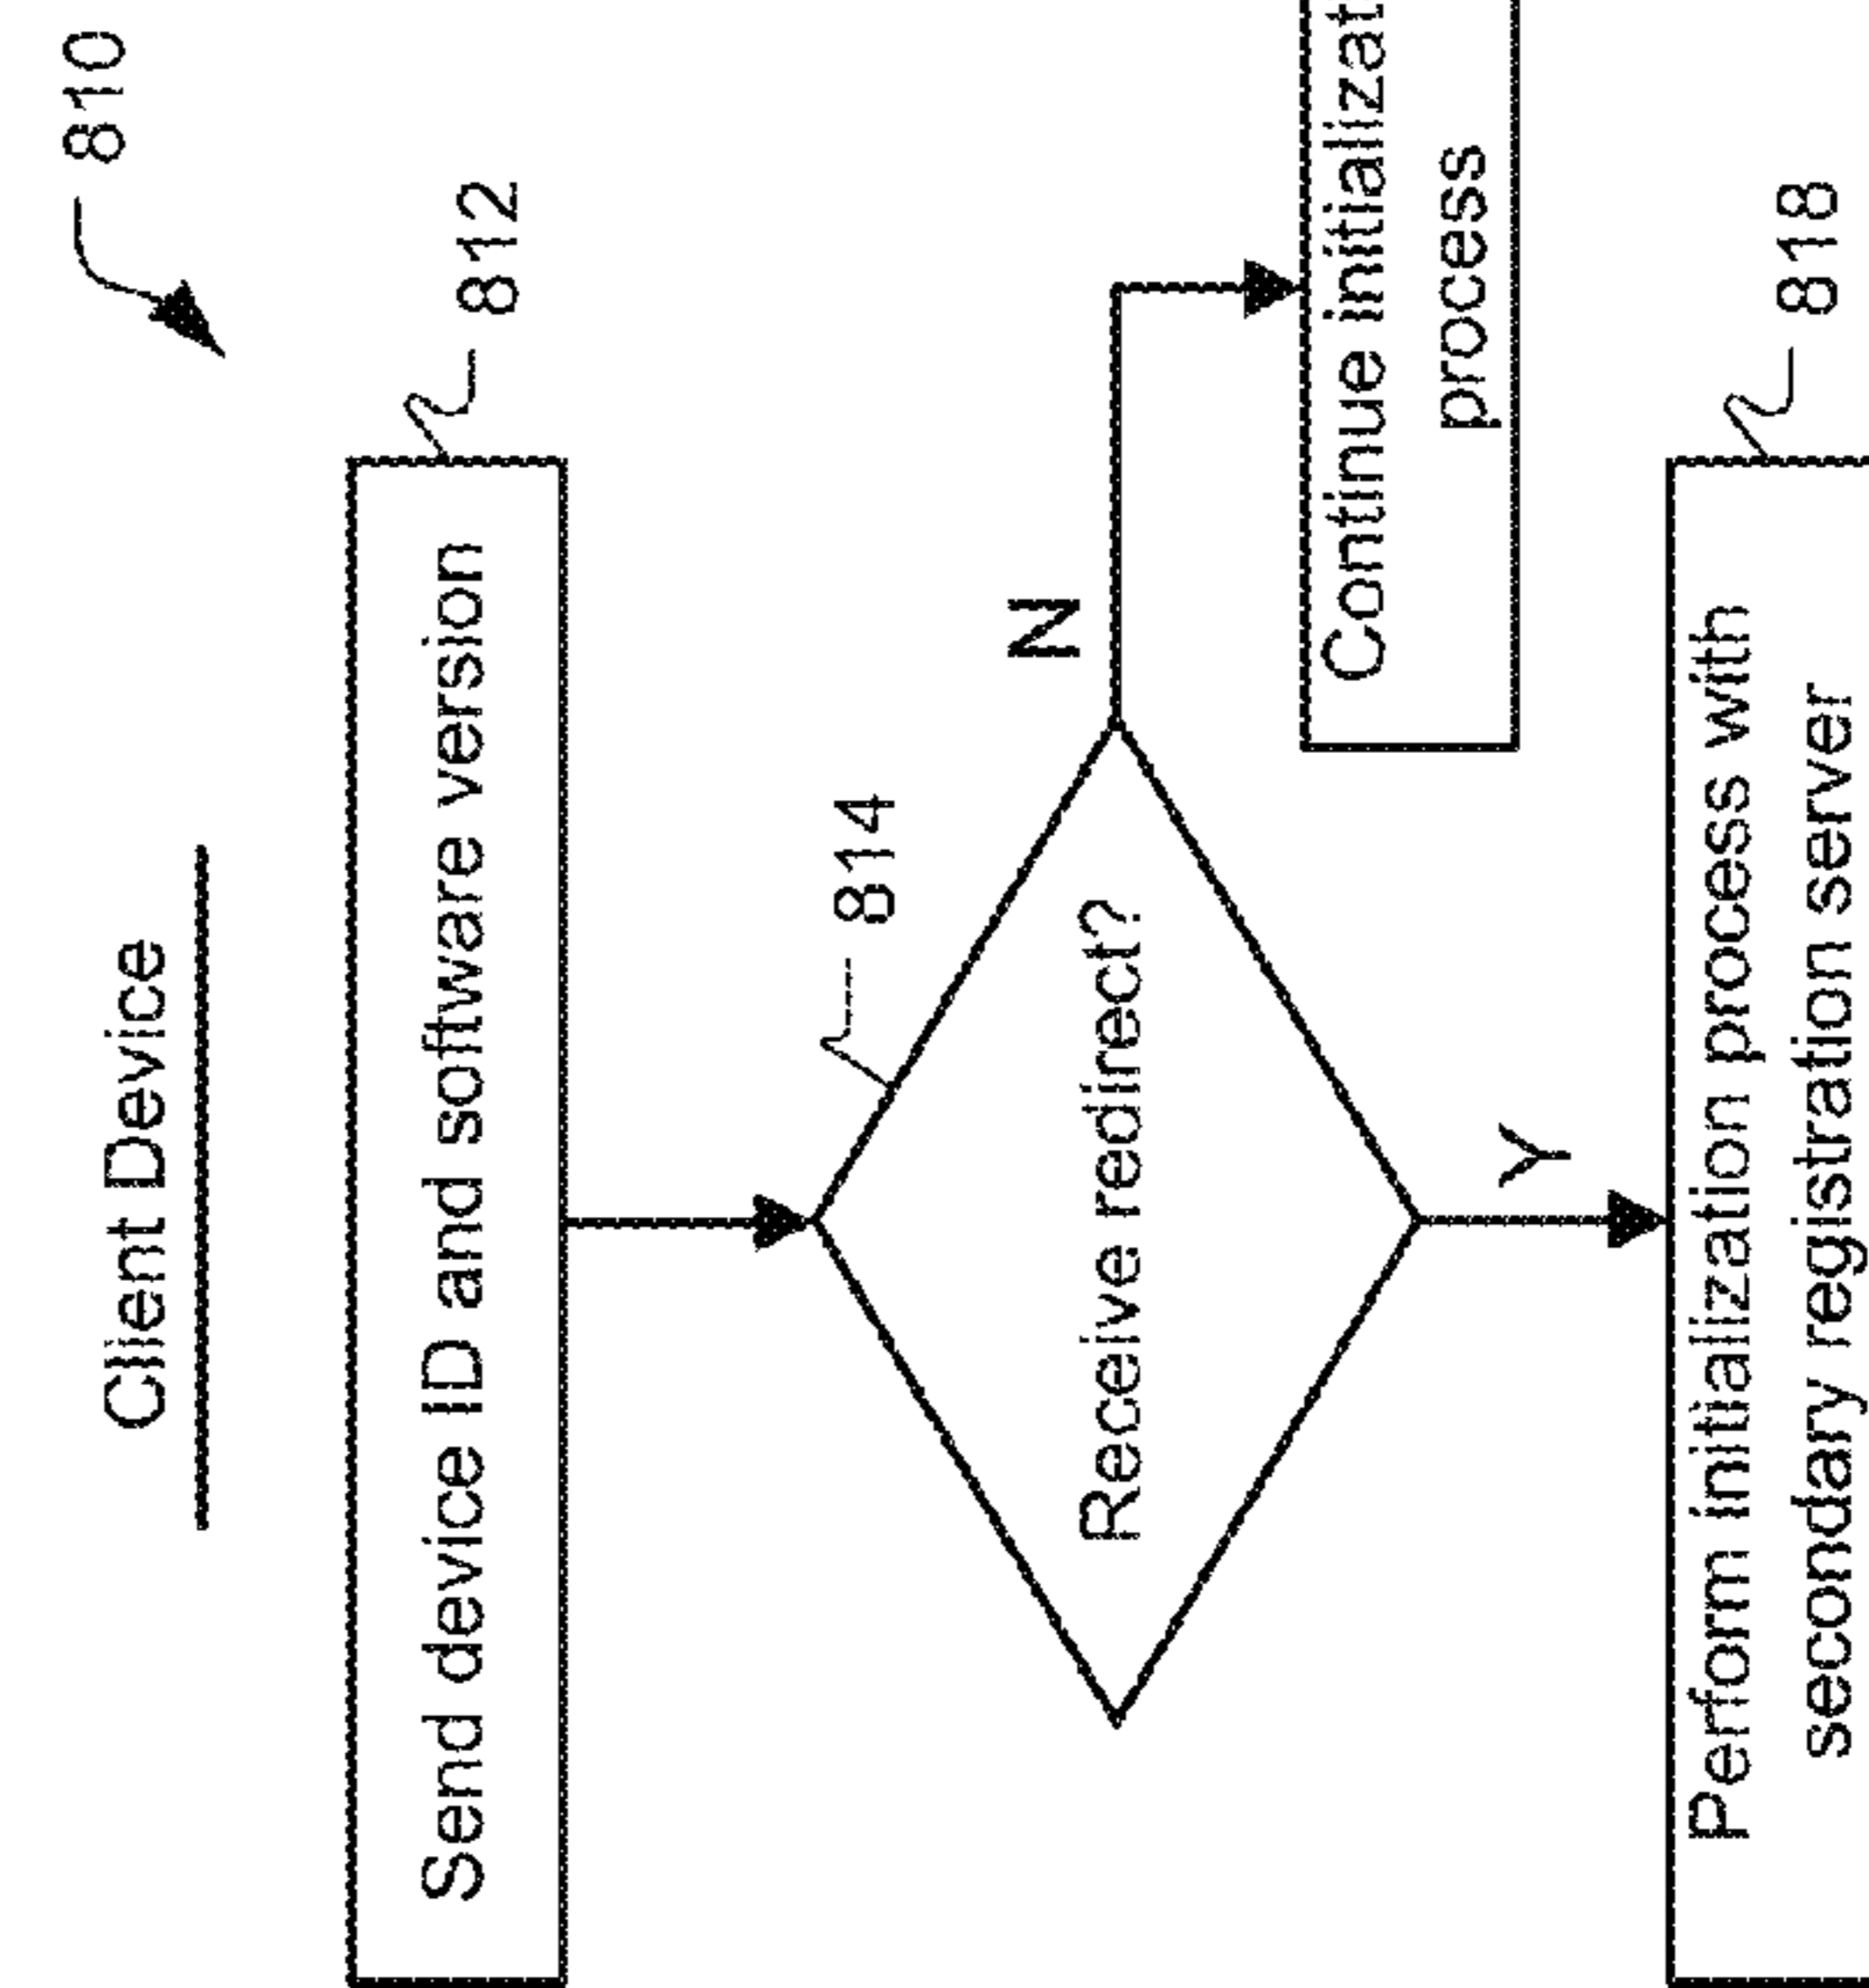 810
Client Device
812
Send device ID and software version
814
Receive redirect?
N
Continue initializat
process
Y
818
Perform initialization process with
secondary registration server